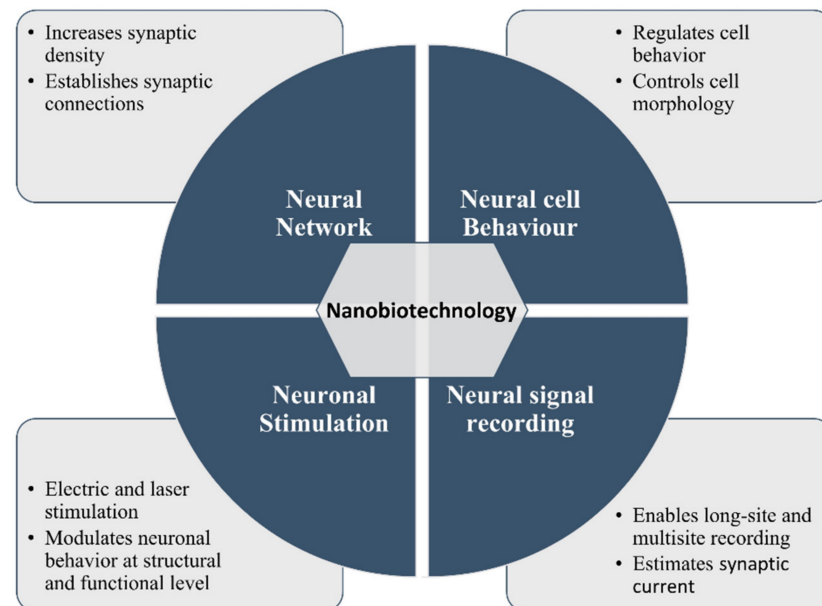 • Increases synaptic
density
• Establishes synaptic
connections
• Regulates cell
behavior
• Controls cell
morphology
Neural
Network
Neural cell
Behaviour
Nanobiotechnology
Neuronal
Stimulation
Neural signal
recording
• Electric and laser
stimulation
• Modulates neuronal
behavior at structural
and functional level
• Enables long-site and
multisite recording
• Estimates synaptic
current